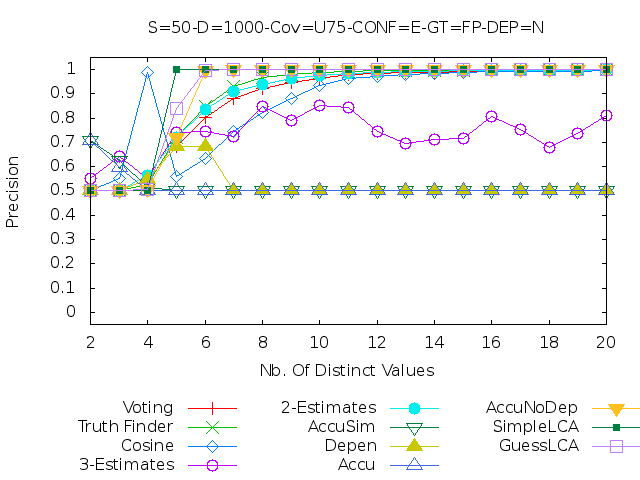 S=50-D=1000-Cov=U75-CONF=E-GT=FP-DEP=N
1
0.9
0.8
0.7
0.6
0.5
0.4
0.3
0.2
0.1
0
Precision
2 4 6 8 10 12 14 16 18 20
Nb. Of Distinct Values
Voting 2-Estimates AccuNoDep
Truth Finder AccuSim SimpleLCA
Cosine Depen GuessLCA
3-Estimates Accu